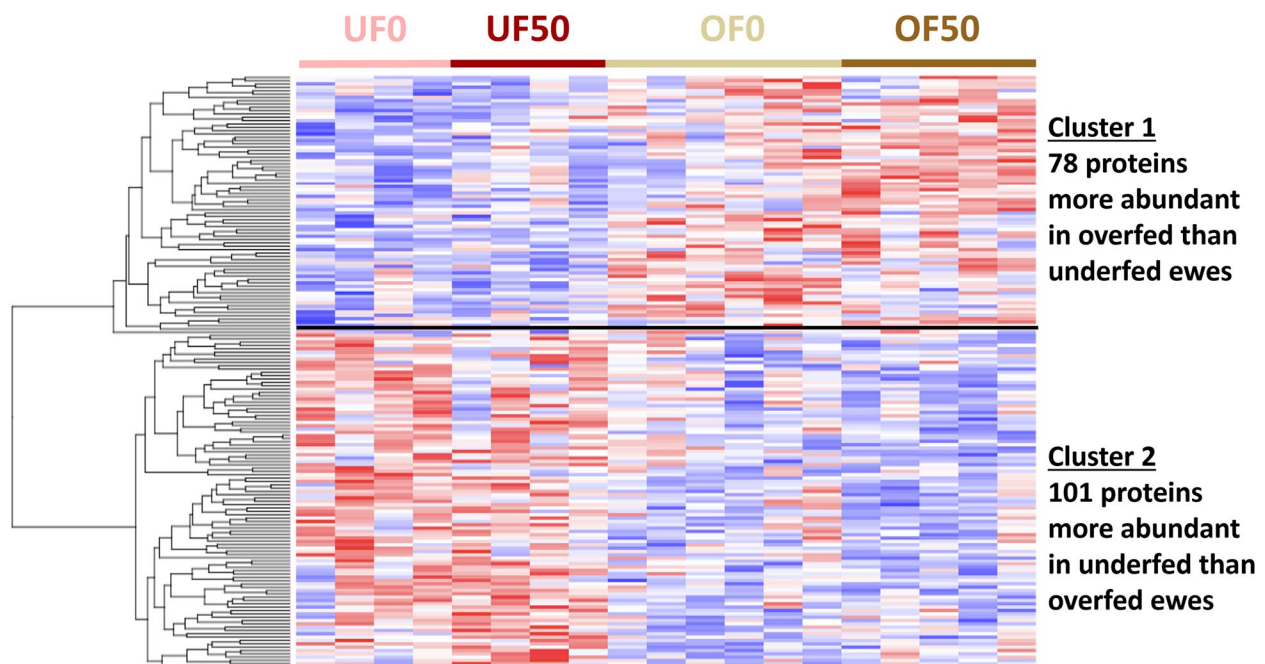 UF0 UF50 OF0 OF50
Cluster 1
78 proteins
more abundant
in overfed than
underfed ewes
Cluster 2
101 proteins
more abundant
in underfed than
overfed ewes